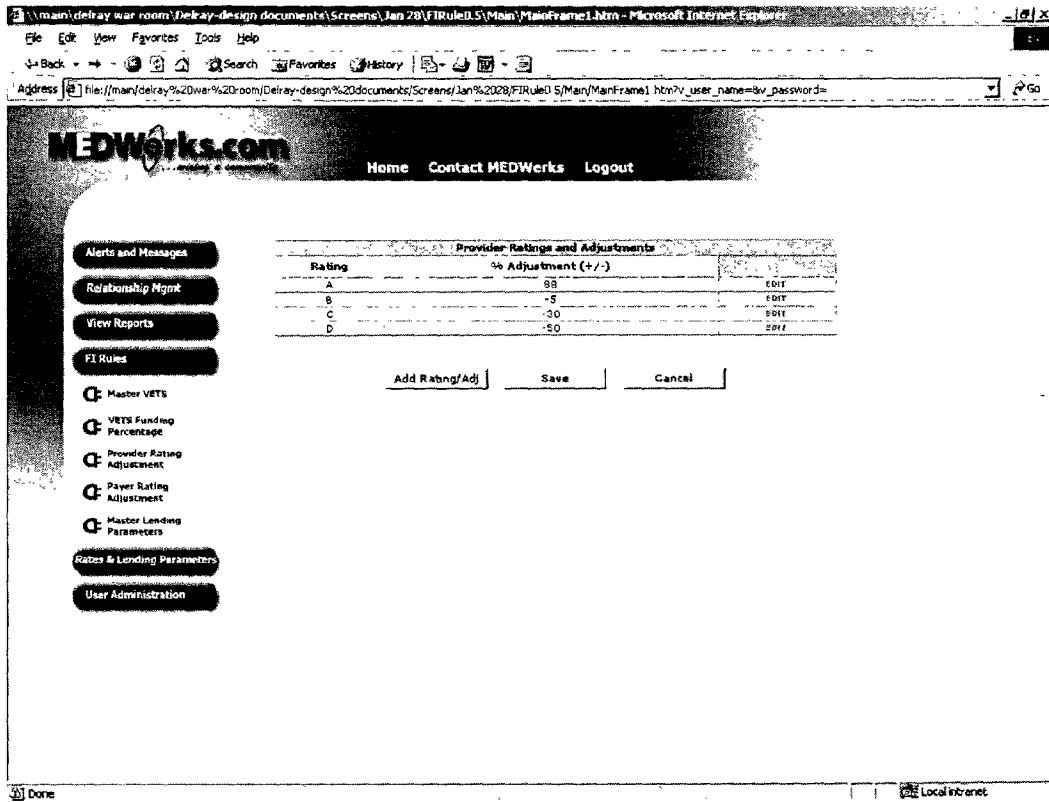 \\main\delray war room\Delray-design documents\Screens\Jan 28\FIRule0.5\Main\MainFrame1.htm - Microsoft Internet Explorer
File Edit View Favorites Tools Help
Back Search Favorites History
Address file://main/delray%20war%20room/Delray-design%20documents/Screens/Jan%2028/FIRule0.5/Main/MainFrame1.htm?v_user_name=&v_password= Go
MEDWerks.com
Home Contact MEDWerks Logout
Alerts and Messages
Relationship Mgmt
View Reports
FI Rules
Master VETS
VETS Funding
Percentage
Provider Rating
Adjustment
Payer Rating
Adjustment
Master Lending
Parameters
Rates & Lending Parameters
User Administration
Provider Ratings and Adjustments
Rating % Adjustment (+/-)
A 88 EDIT
B -5 EDIT
C -30 EDIT
D -50 EDIT
Add Rating/Adj Save Cancel
Done Local intranet